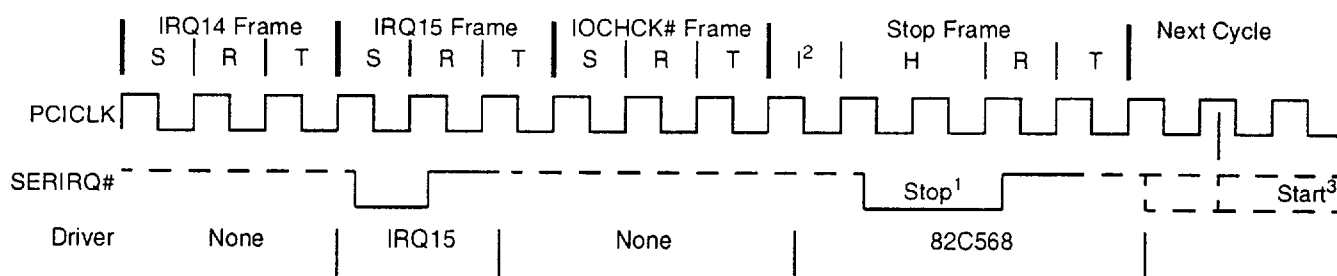 IRQ14 Frame IRQ15 Frame IOCHCK# Frame Stop Frame Next Cycle
S R T S R T S R T I² H R T
PCICLK
SERIRQ# Stop¹ Start³
Driver None IRQ15 None 82C568